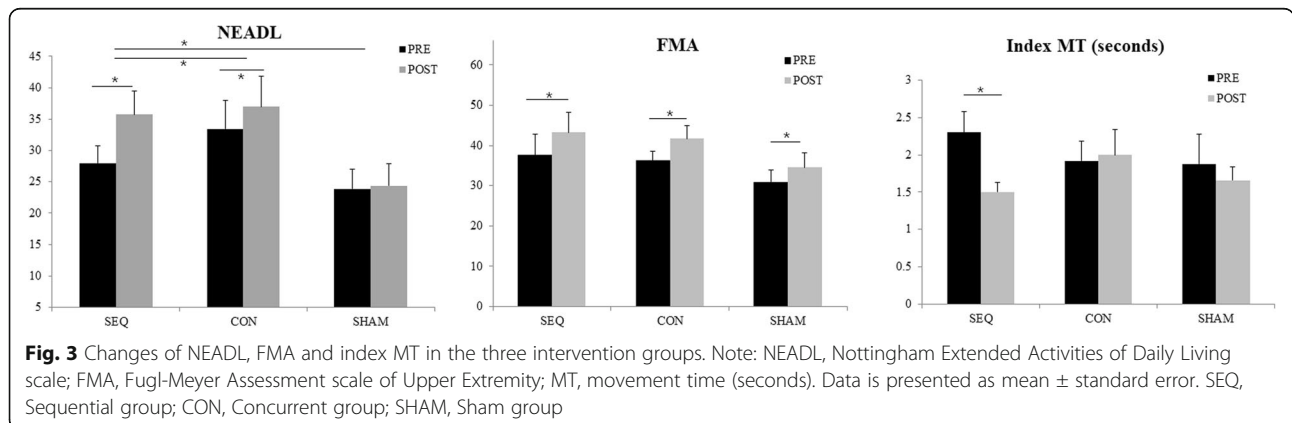 NEADL
*
*
* *
PRE
POST
45
40
35
30
25
20
15
10
5
SEQ CON SHAM
FMA
* * *
PRE
POST
60
50
40
30
20
10
0
SEQ CON SHAM
Index MT (seconds)
*
PRE
POST
3
2.5
2
1.5
1
0.5
0
SEQ CON SHAM
Fig. 3 Changes of NEADL, FMA and index MT in the three intervention groups. Note: NEADL, Nottingham Extended Activities of Daily Living
scale; FMA, Fugl-Meyer Assessment scale of Upper Extremity; MT, movement time (seconds). Data is presented as mean ± standard error. SEQ,
Sequential group; CON, Concurrent group; SHAM, Sham group